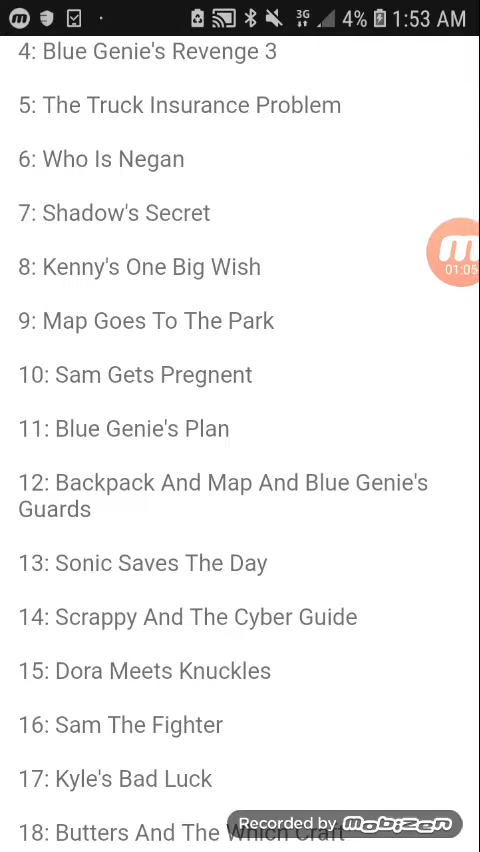 3G 4% 1:53 AM
4: Blue Genie's Revenge 3
5: The Truck Insurance Problem
6: Who Is Negan
7: Shadow's Secret
01:05
8: Kenny's One Big Wish
9: Map Goes To The Park
10: Sam Gets Pregnent
11: Blue Genie's Plan
12: Backpack And Map And Blue Genie's
Guards
13: Sonic Saves The Day
14: Scrappy And The Cyber Guide
15: Dora Meets Knuckles
16: Sam The Fighter
17: Kyle's Bad Luck
Recorded by mobizen
18: Butters And The Which Craft